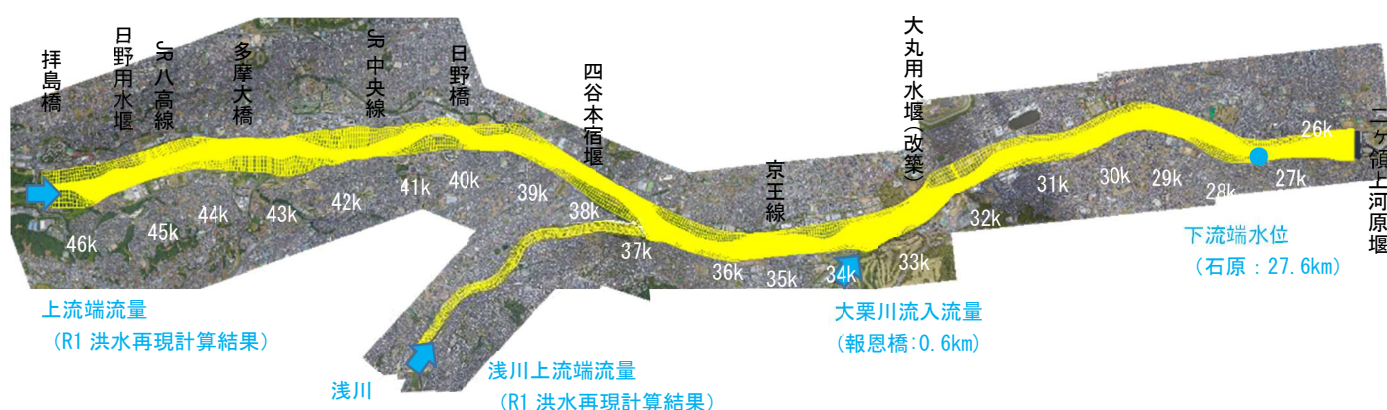 拝島橋
日野用水堰
JR八高線
多摩大橋
JR中央線
日野橋
四谷本宿堰
京王線
大丸用水堰(改築)
二ヶ領上河原堰
46k
45k
44k
43k
42k
41k
40k
39k
38k
37k
36k
35k
34k
33k
32k
31k
30k
29k
28k
27k
26k
上流端流量
(R1 洪水再現計算結果)
浅川
浅川上流端流量
(R1 洪水再現計算結果)
大栗川流入流量
(報恩橋:0.6km)
下流端水位
(石原:27.6km)